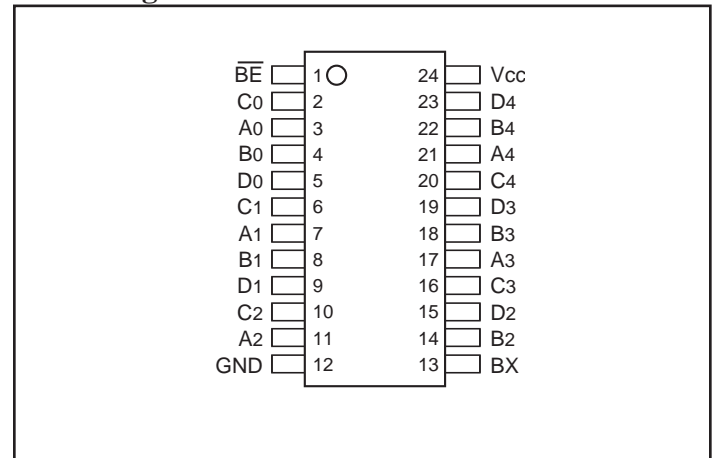 B̅E̅ 1 24 Vcc
C0 2 23 D4
A0 3 22 B4
B0 4 21 A4
D0 5 20 C4
C1 6 19 D3
A1 7 18 B3
B1 8 17 A3
D1 9 16 C3
C2 10 15 D2
A2 11 14 B2
GND 12 13 BX